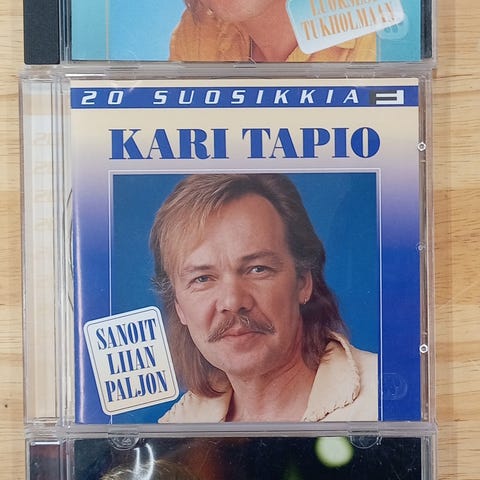 TUKHOLMAAN
20 SUOSIKKIA
KARI TAPIO
SANOIT
LIIAN
PALJON